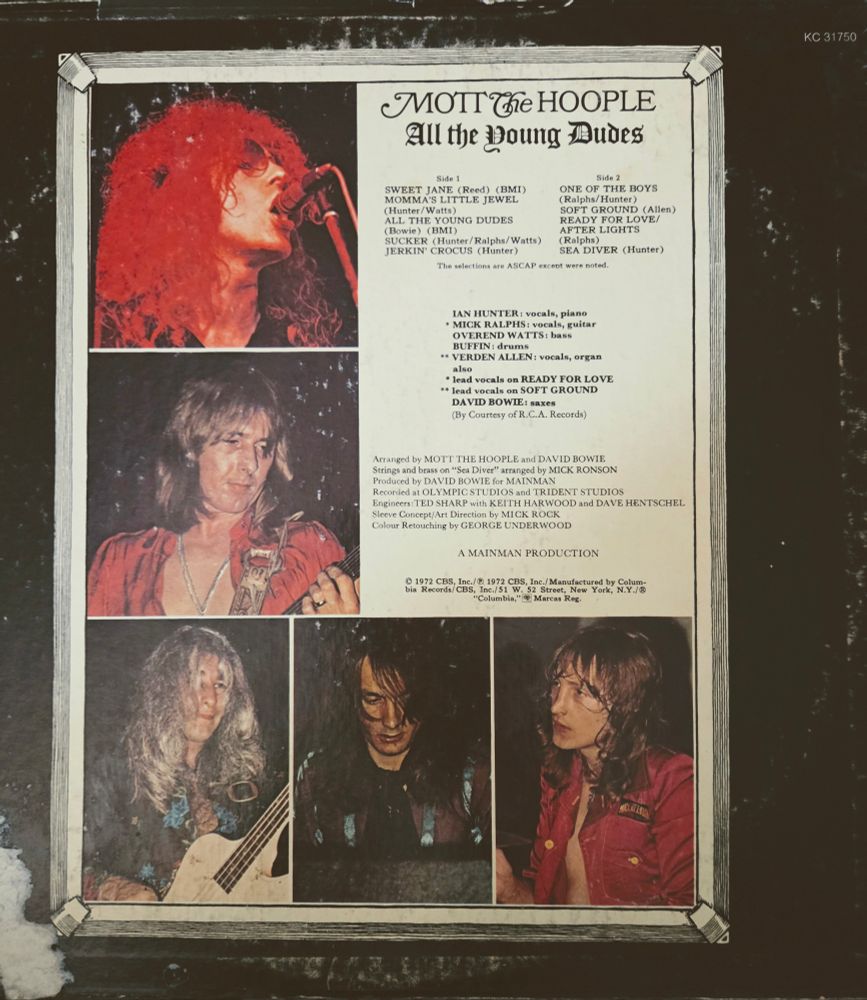 KC 31750
MOTT The HOOPLE
All the Young Dudes
Side 1
SWEET JANE (Reed) (BMI)
MOMMA'S LITTLE JEWEL
(Hunter/Watts)
ALL THE YOUNG DUDES
(Bowie) (BMI)
SUCKER (Hunter/Ralphs/Watts)
JERKIN' CROCUS (Hunter)
Side 2
ONE OF THE BOYS
(Ralphs/Hunter)
SOFT GROUND (Allen)
READY FOR LOVE/
AFTER LIGHTS
(Ralphs)
SEA DIVER (Hunter)
The selections are ASCAP except were noted.
IAN HUNTER: vocals, piano
* MICK RALPHS: vocals, guitar
OVEREND WATTS: bass
BUFFIN: drums
** VERDEN ALLEN: vocals, organ
also
* lead vocals on READY FOR LOVE
** lead vocals on SOFT GROUND
DAVID BOWIE: saxes
(By Courtesy of R.C.A. Records)
Arranged by MOTT THE HOOPLE and DAVID BOWIE
Strings and brass on "Sea Diver" arranged by MICK RONSON
Produced by DAVID BOWIE for MAINMAN
Recorded at OLYMPIC STUDIOS and TRIDENT STUDIOS
Engineers: TED SHARP with KEITH HARWOOD and DAVE HENTSCHEL
Sleeve Concept/Art Direction by MICK ROCK
Colour Retouching by GEORGE UNDERWOOD
A MAINMAN PRODUCTION
© 1972 CBS, Inc./℗ 1972 CBS, Inc./Manufactured by Colum-
bia Records/CBS, Inc./51 W. 52 Street, New York, N.Y./®
"Columbia," Marcas Reg.